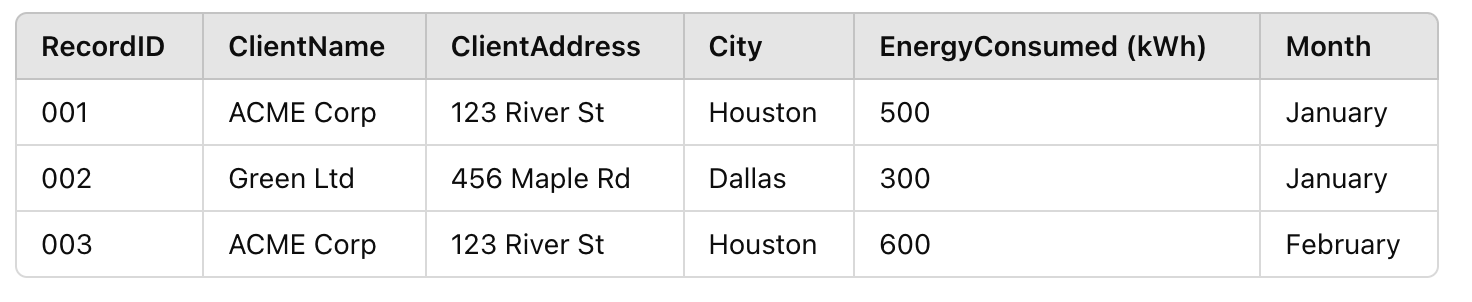 RecordID ClientName ClientAddress City EnergyConsumed (kWh) Month
001 ACME Corp 123 River St Houston 500 January
002 Green Ltd 456 Maple Rd Dallas 300 January
003 ACME Corp 123 River St Houston 600 February